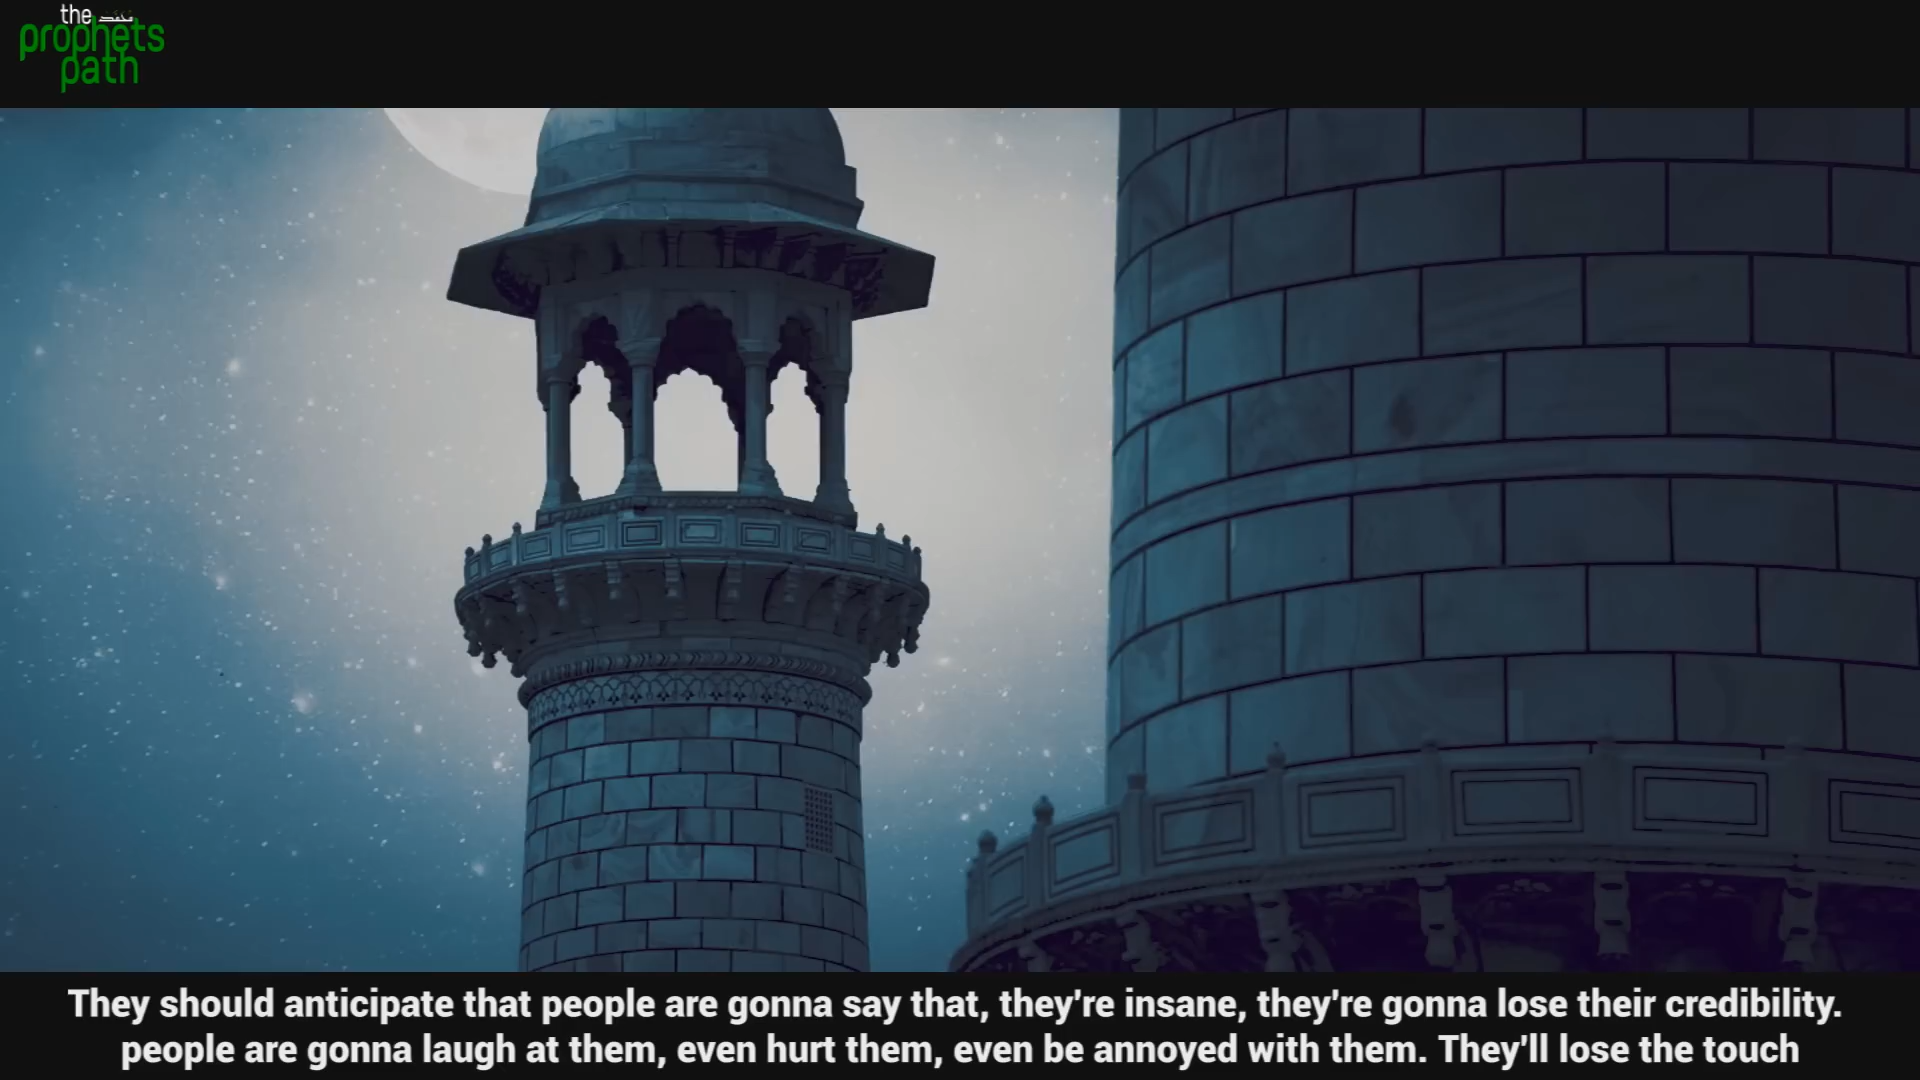 the
prophets
path
They should anticipate that people are gonna say that, they're insane, they're gonna lose their credibility.
people are gonna laugh at them, even hurt them, even be annoyed with them. They'll lose the touch